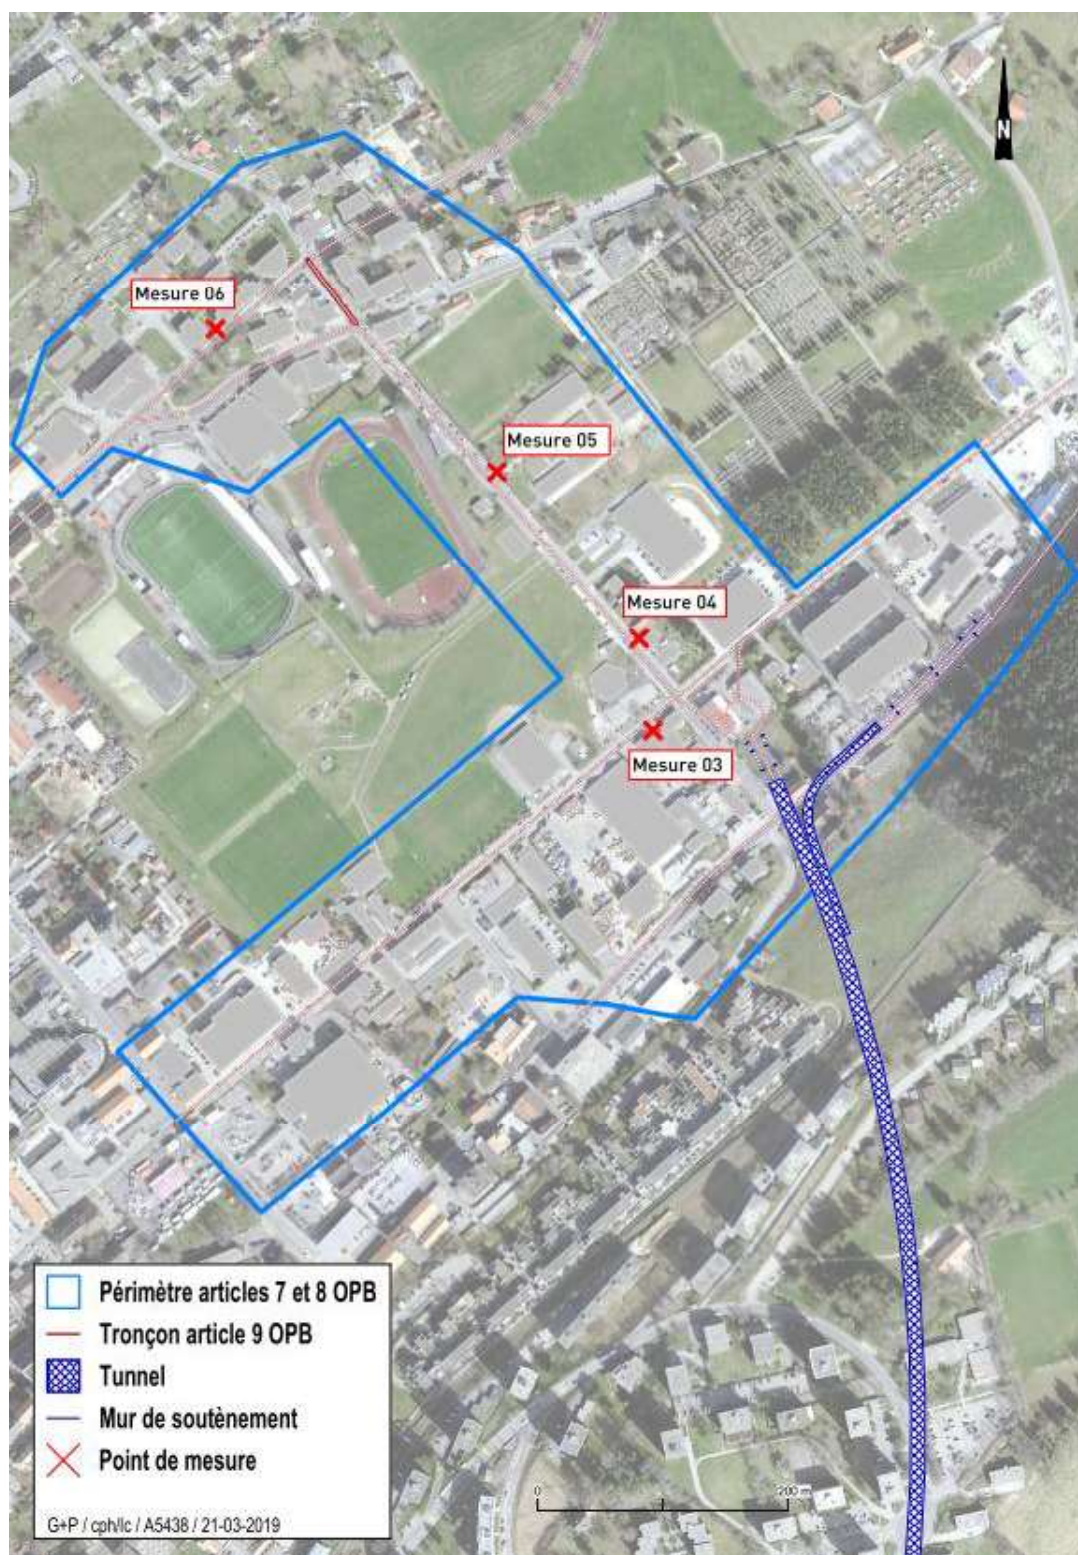 N
Mesure 06
Mesure 05
Mesure 04
Mesure 03
Périmètre articles 7 et 8 OPB
Tronçon article 9 OPB
Tunnel
Mur de soutènement
Point de mesure
0
200 m
G+P / cph/lc / A5438 / 21-03-2019